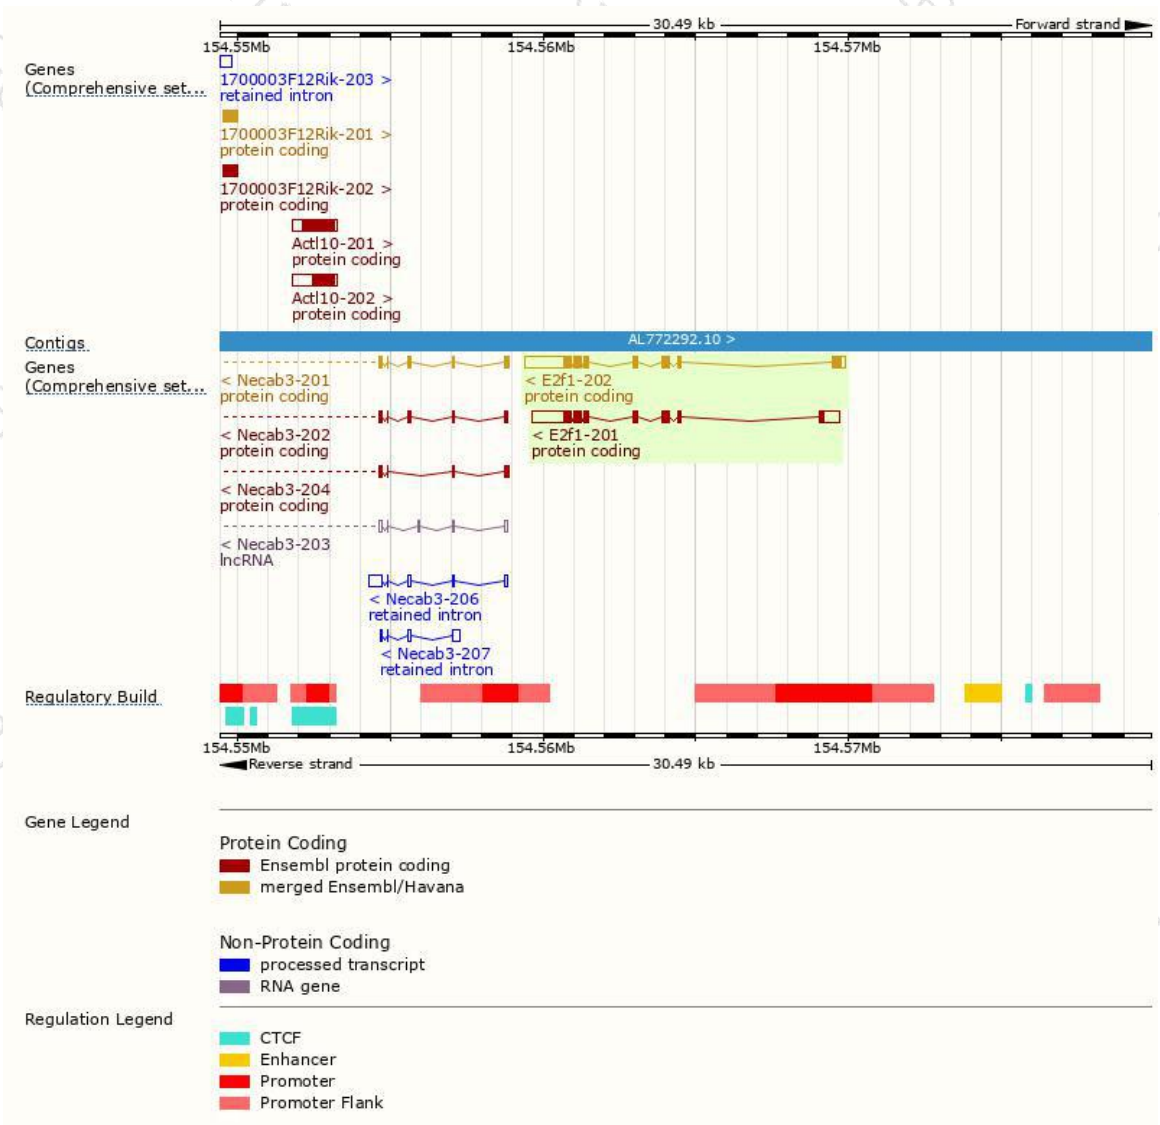 30.49 kb
Forward strand
154.55Mb
154.56Mb
154.57Mb
Genes
(Comprehensive set...
1700003F12Rik-203 >
retained intron
1700003F12Rik-201 >
protein coding
1700003F12Rik-202 >
protein coding
Actl10-201 >
protein coding
Actl10-202 >
protein coding
Contigs
AL772292.10 >
Genes
(Comprehensive set...
< Necab3-201
protein coding
< E2f1-202
protein coding
< Necab3-202
protein coding
< E2f1-201
protein coding
< Necab3-204
protein coding
< Necab3-203
lncRNA
< Necab3-206
retained intron
< Necab3-207
retained intron
Regulatory Build
154.55Mb
154.56Mb
154.57Mb
Reverse strand
30.49 kb
Gene Legend
Protein Coding
Ensembl protein coding
merged Ensembl/Havana
Non-Protein Coding
processed transcript
RNA gene
Regulation Legend
CTCF
Enhancer
Promoter
Promoter Flank